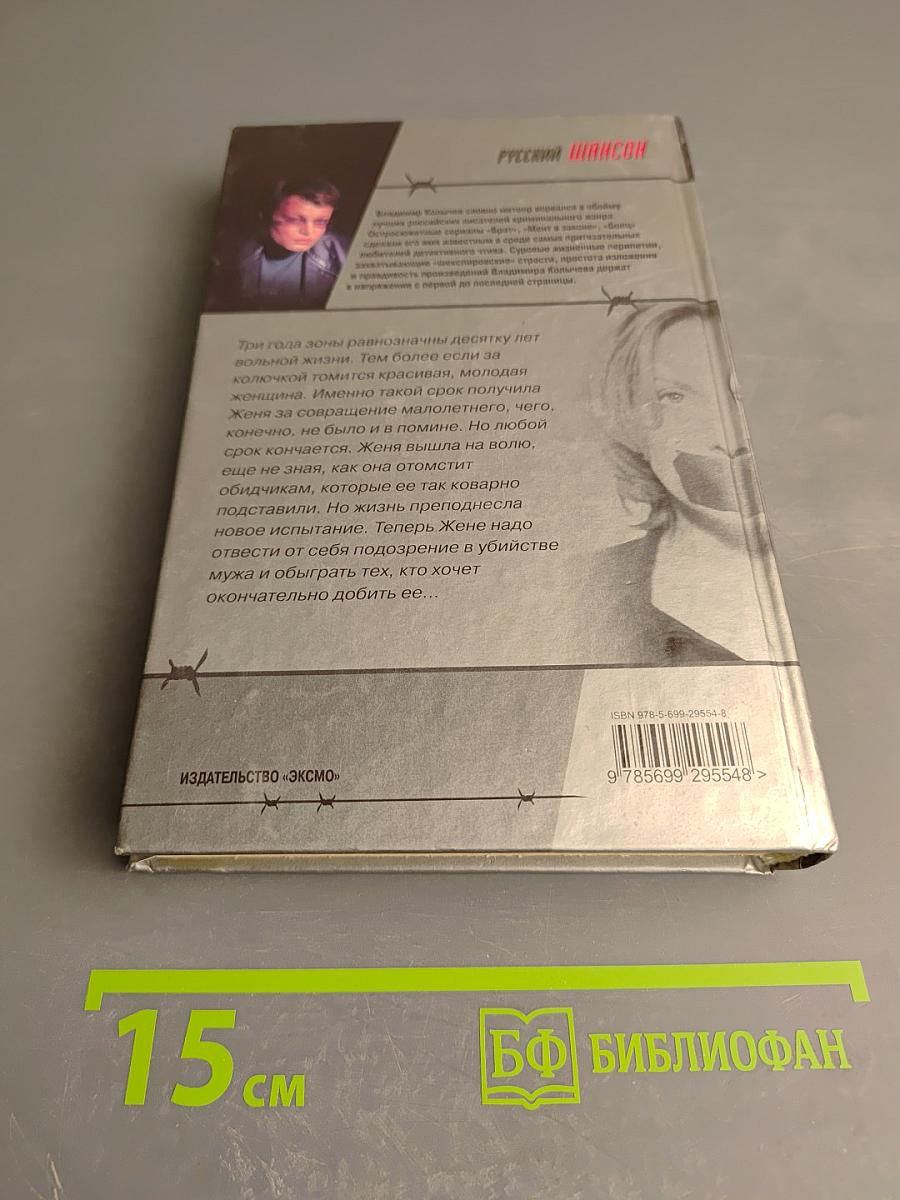 РУССКИЙ ШАНСОН
Владимир Колычев словно метеор ворвался в обойму
лучших российских писателей криминального жанра.
Остросюжетные сериалы «Брат», «Мент в законе», «Боец»
сделали его имя известным в среде самых притязательных
любителей детективного чтива. Суровые жизненные перипетии,
захватывающие «шекспировские» страсти, простота изложения
и правдивость произведений Владимира Колычева держат
в напряжении с первой до последней страницы.
Три года зоны равнозначны десятку лет
вольной жизни. Тем более если за
колючкой томится красивая, молодая
женщина. Именно такой срок получила
Женя за совращение малолетнего, чего,
конечно, не было и в помине. Но любой
срок кончается. Женя вышла на волю,
еще не зная, как она отомстит
обидчикам, которые ее так коварно
подставили. Но жизнь преподнесла
новое испытание. Теперь Жене надо
отвести от себя подозрение в убийстве
мужа и обыграть тех, кто хочет
окончательно добить ее...
ISBN 978-5-699-29554-8
9 785699 295548 >
ИЗДАТЕЛЬСТВО «ЭКСМО»
15 см
БФ БИБЛИОФАН